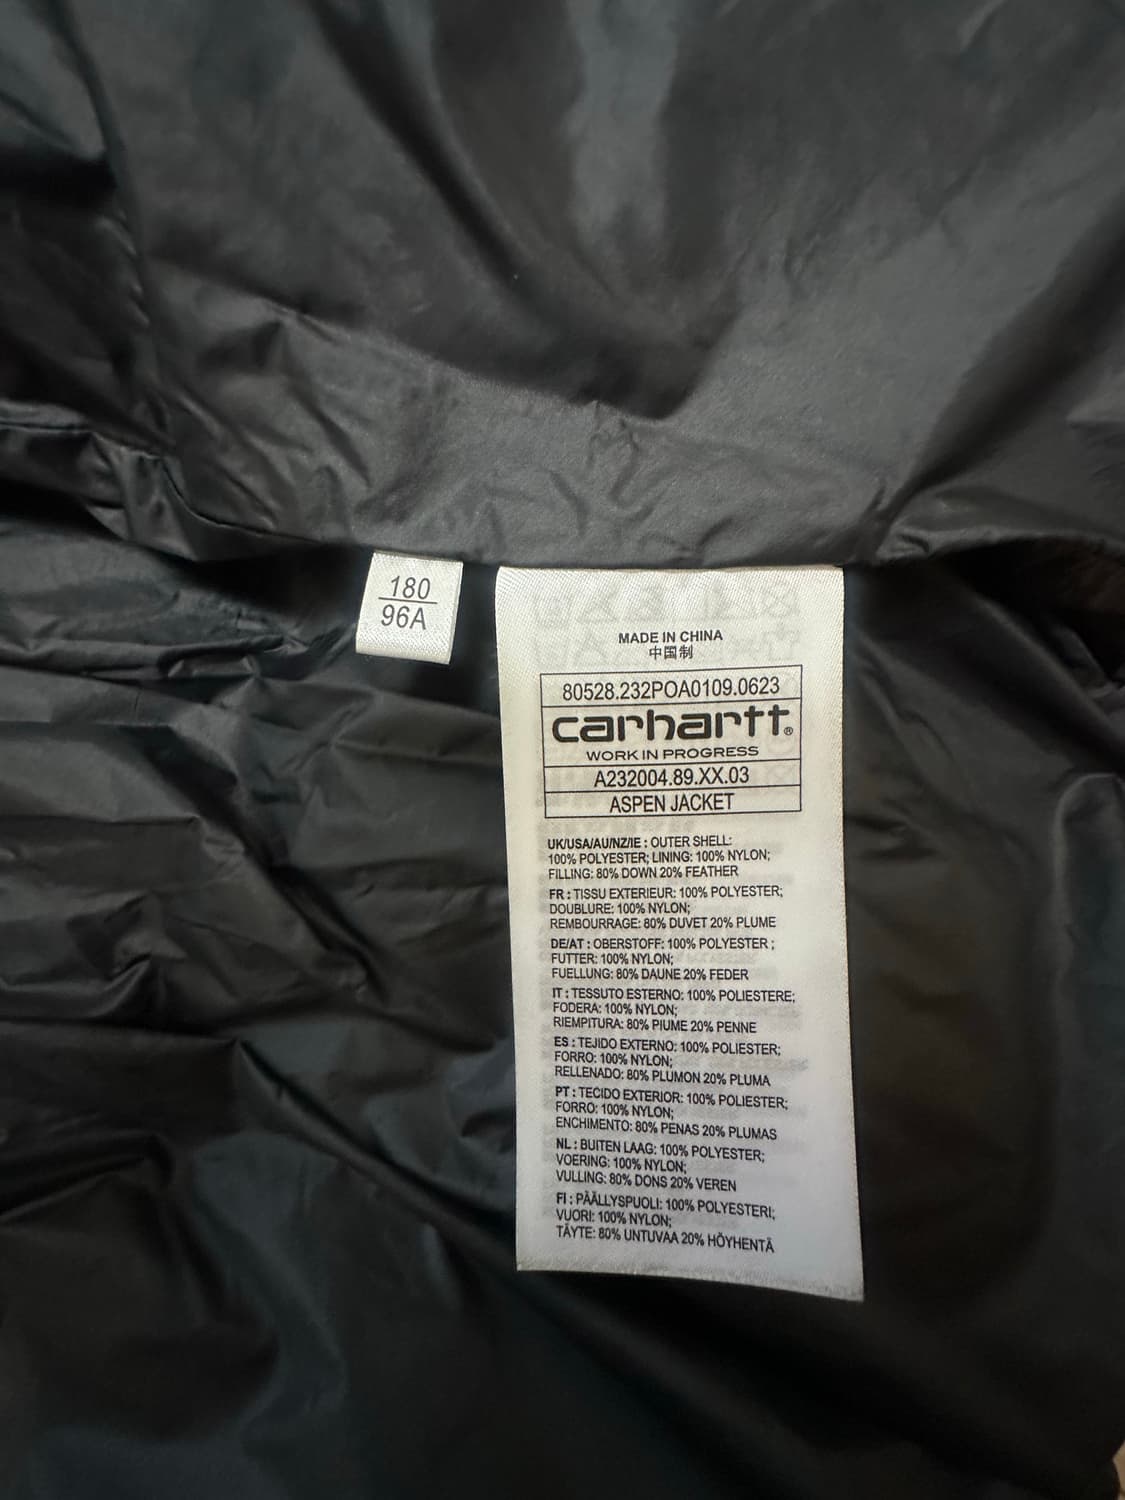 180
96A
MADE IN CHINA
中国制
80528.232POA0109.0623
carhartt®
WORK IN PROGRESS
A232004.89.XX.03
ASPEN JACKET
UK/USA/AU/NZ/IE : OUTER SHELL:
100% POLYESTER; LINING: 100% NYLON;
FILLING: 80% DOWN 20% FEATHER
FR : TISSU EXTERIEUR: 100% POLYESTER;
DOUBLURE: 100% NYLON;
REMBOURRAGE: 80% DUVET 20% PLUME
DE/AT : OBERSTOFF: 100% POLYESTER ;
FUTTER: 100% NYLON;
FUELLUNG: 80% DAUNE 20% FEDER
IT : TESSUTO ESTERNO: 100% POLIESTERE;
FODERA: 100% NYLON;
RIEMPITURA: 80% PIUME 20% PENNE
ES : TEJIDO EXTERNO: 100% POLIESTER;
FORRO: 100% NYLON;
RELLENADO: 80% PLUMON 20% PLUMA
PT : TECIDO EXTERIOR: 100% POLIESTER;
FORRO: 100% NYLON;
ENCHIMENTO: 80% PENAS 20% PLUMAS
NL : BUITEN LAAG: 100% POLYESTER;
VOERING: 100% NYLON;
VULLING: 80% DONS 20% VEREN
FI : PÄÄLLYSPUOLI: 100% POLYESTERI;
VUORI: 100% NYLON;
TÄYTE: 80% UNTUVAA 20% HÖYHENTÄ